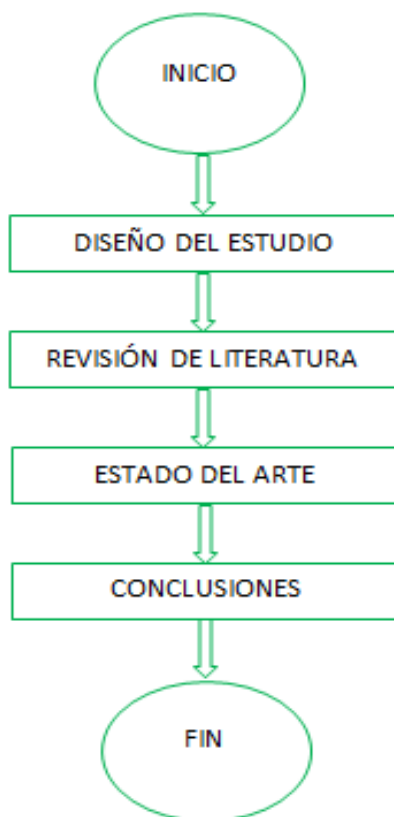 INICIO
DISEÑO DEL ESTUDIO
REVISIÓN DE LITERATURA
ESTADO DEL ARTE
CONCLUSIONES
FIN